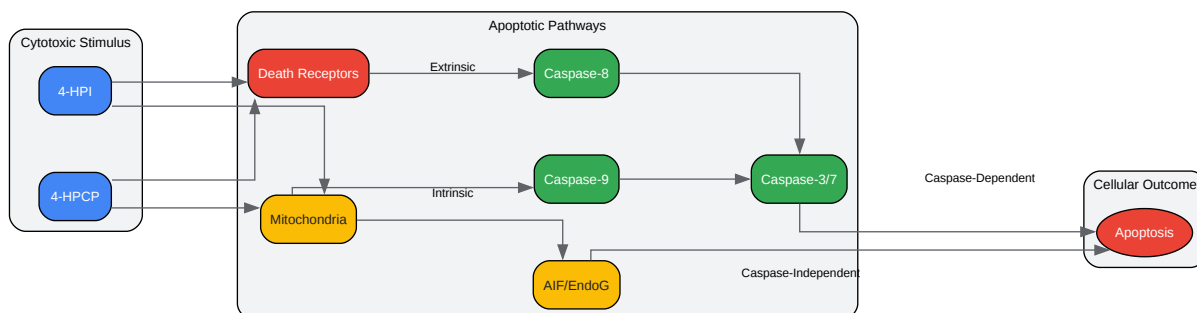 Cytotoxic Stimulus
4-HPI
4-HPCP
Apoptotic Pathways
Death Receptors
Extrinsic
Caspase-8
Mitochondria
Intrinsic
Caspase-9
Caspase-3/7
AIF/EndoG
Caspase-Dependent
Caspase-Independent
Cellular Outcome
Apoptosis